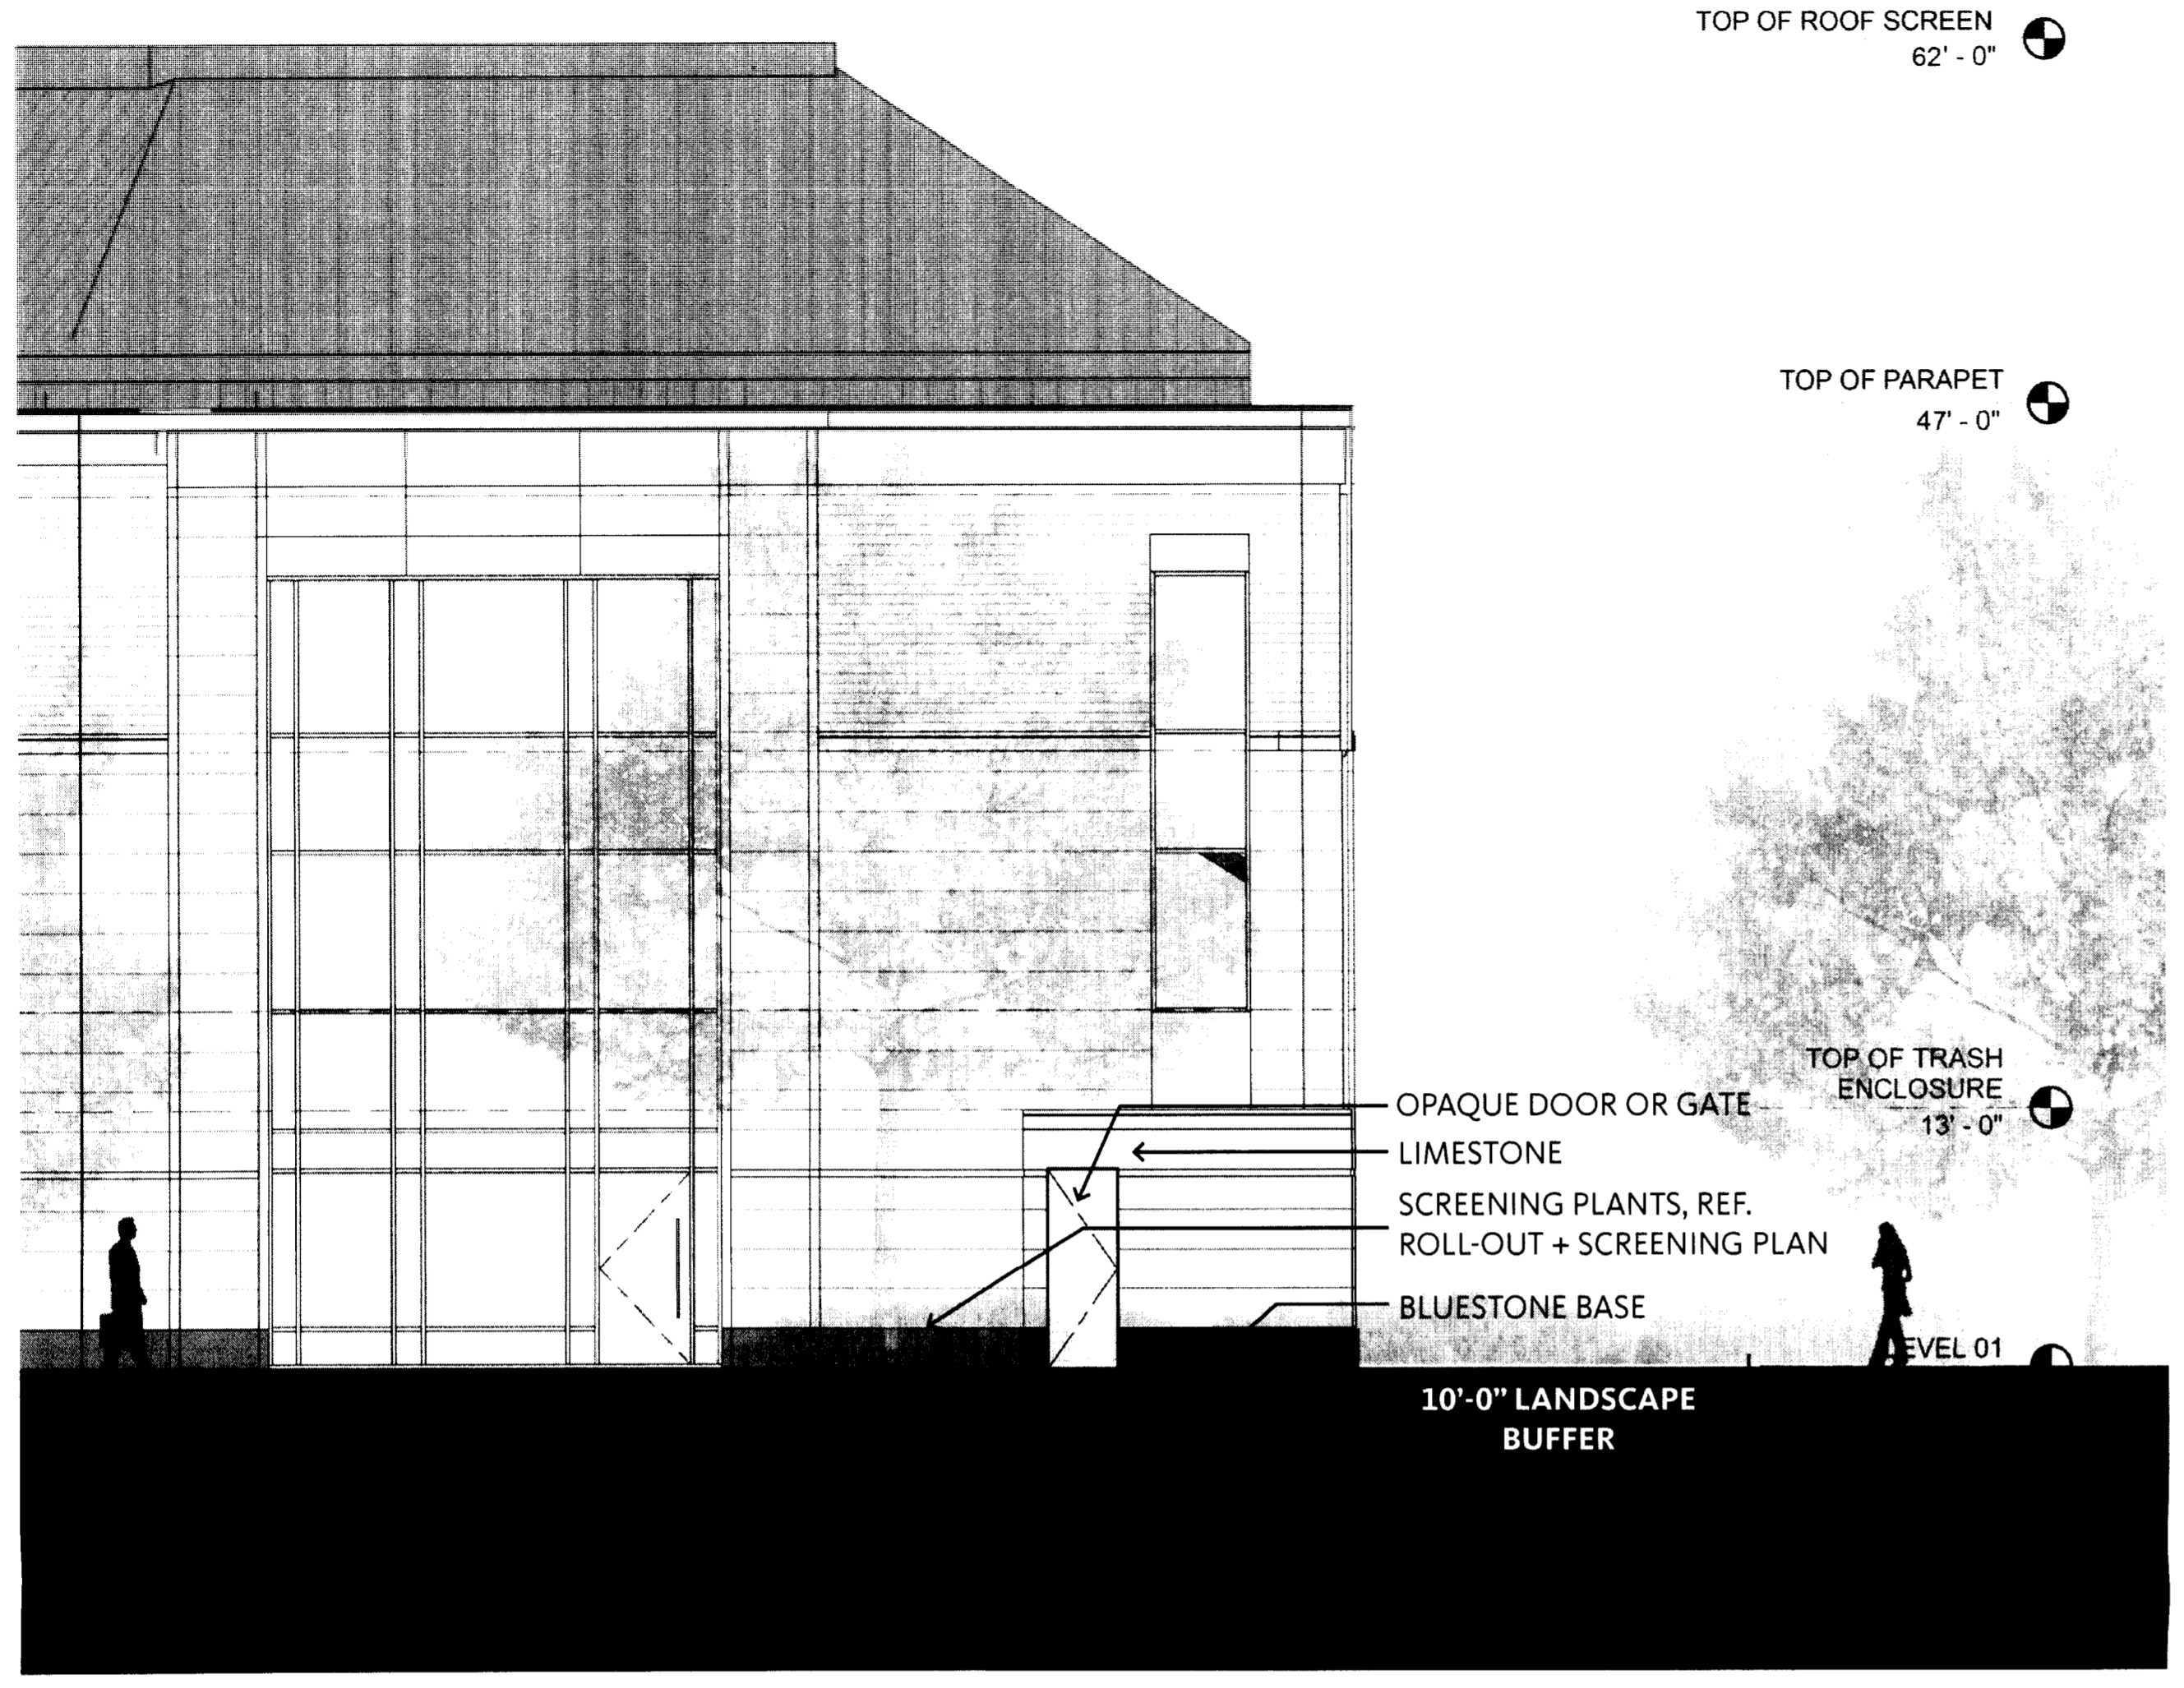 TOP OF ROOF SCREEN
62' - 0"
TOP OF PARAPET
47' - 0"
TOP OF TRASH
ENCLOSURE
13' - 0"
OPAQUE DOOR OR GATE
LIMESTONE
SCREENING PLANTS, REF.
ROLL-OUT + SCREENING PLAN
BLUESTONE BASE
EVEL 01
10’-0” LANDSCAPE
BUFFER